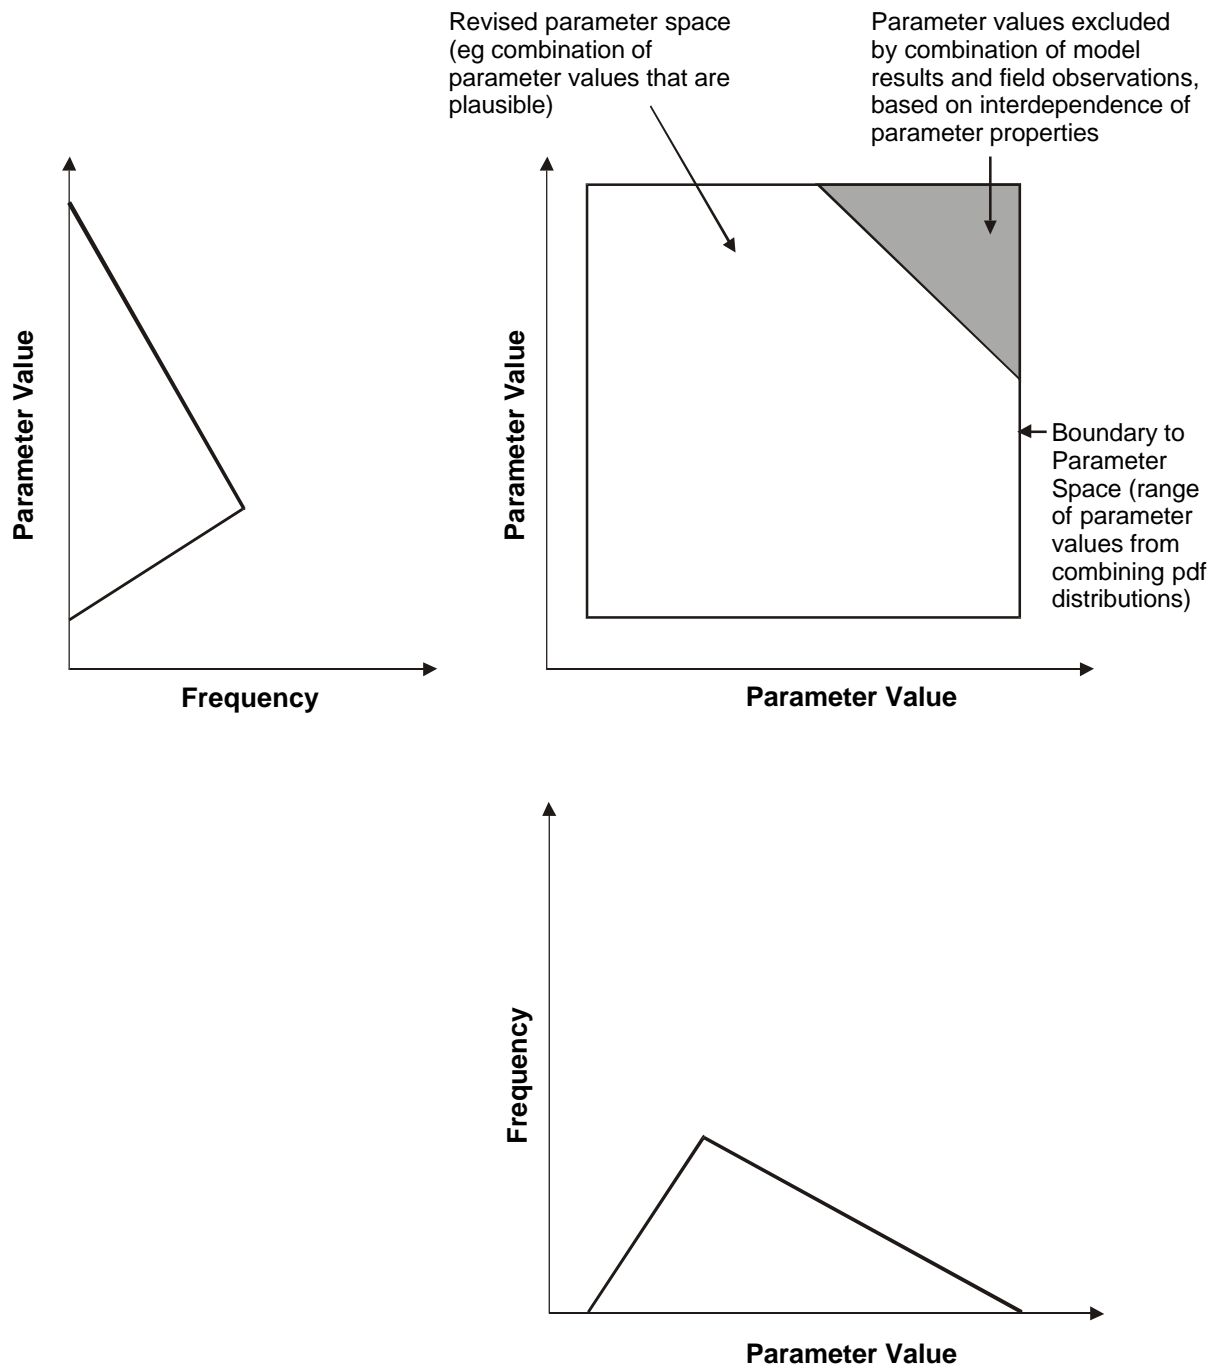 Revised parameter space
(eg combination of
parameter values that are
plausible)
Parameter values excluded
by combination of model
results and field observations,
based on interdependence of
parameter properties
Parameter Value
Frequency
Parameter Value
Parameter Value
Boundary to
Parameter
Space (range
of parameter
values from
combining pdf
distributions)
Frequency
Parameter Value